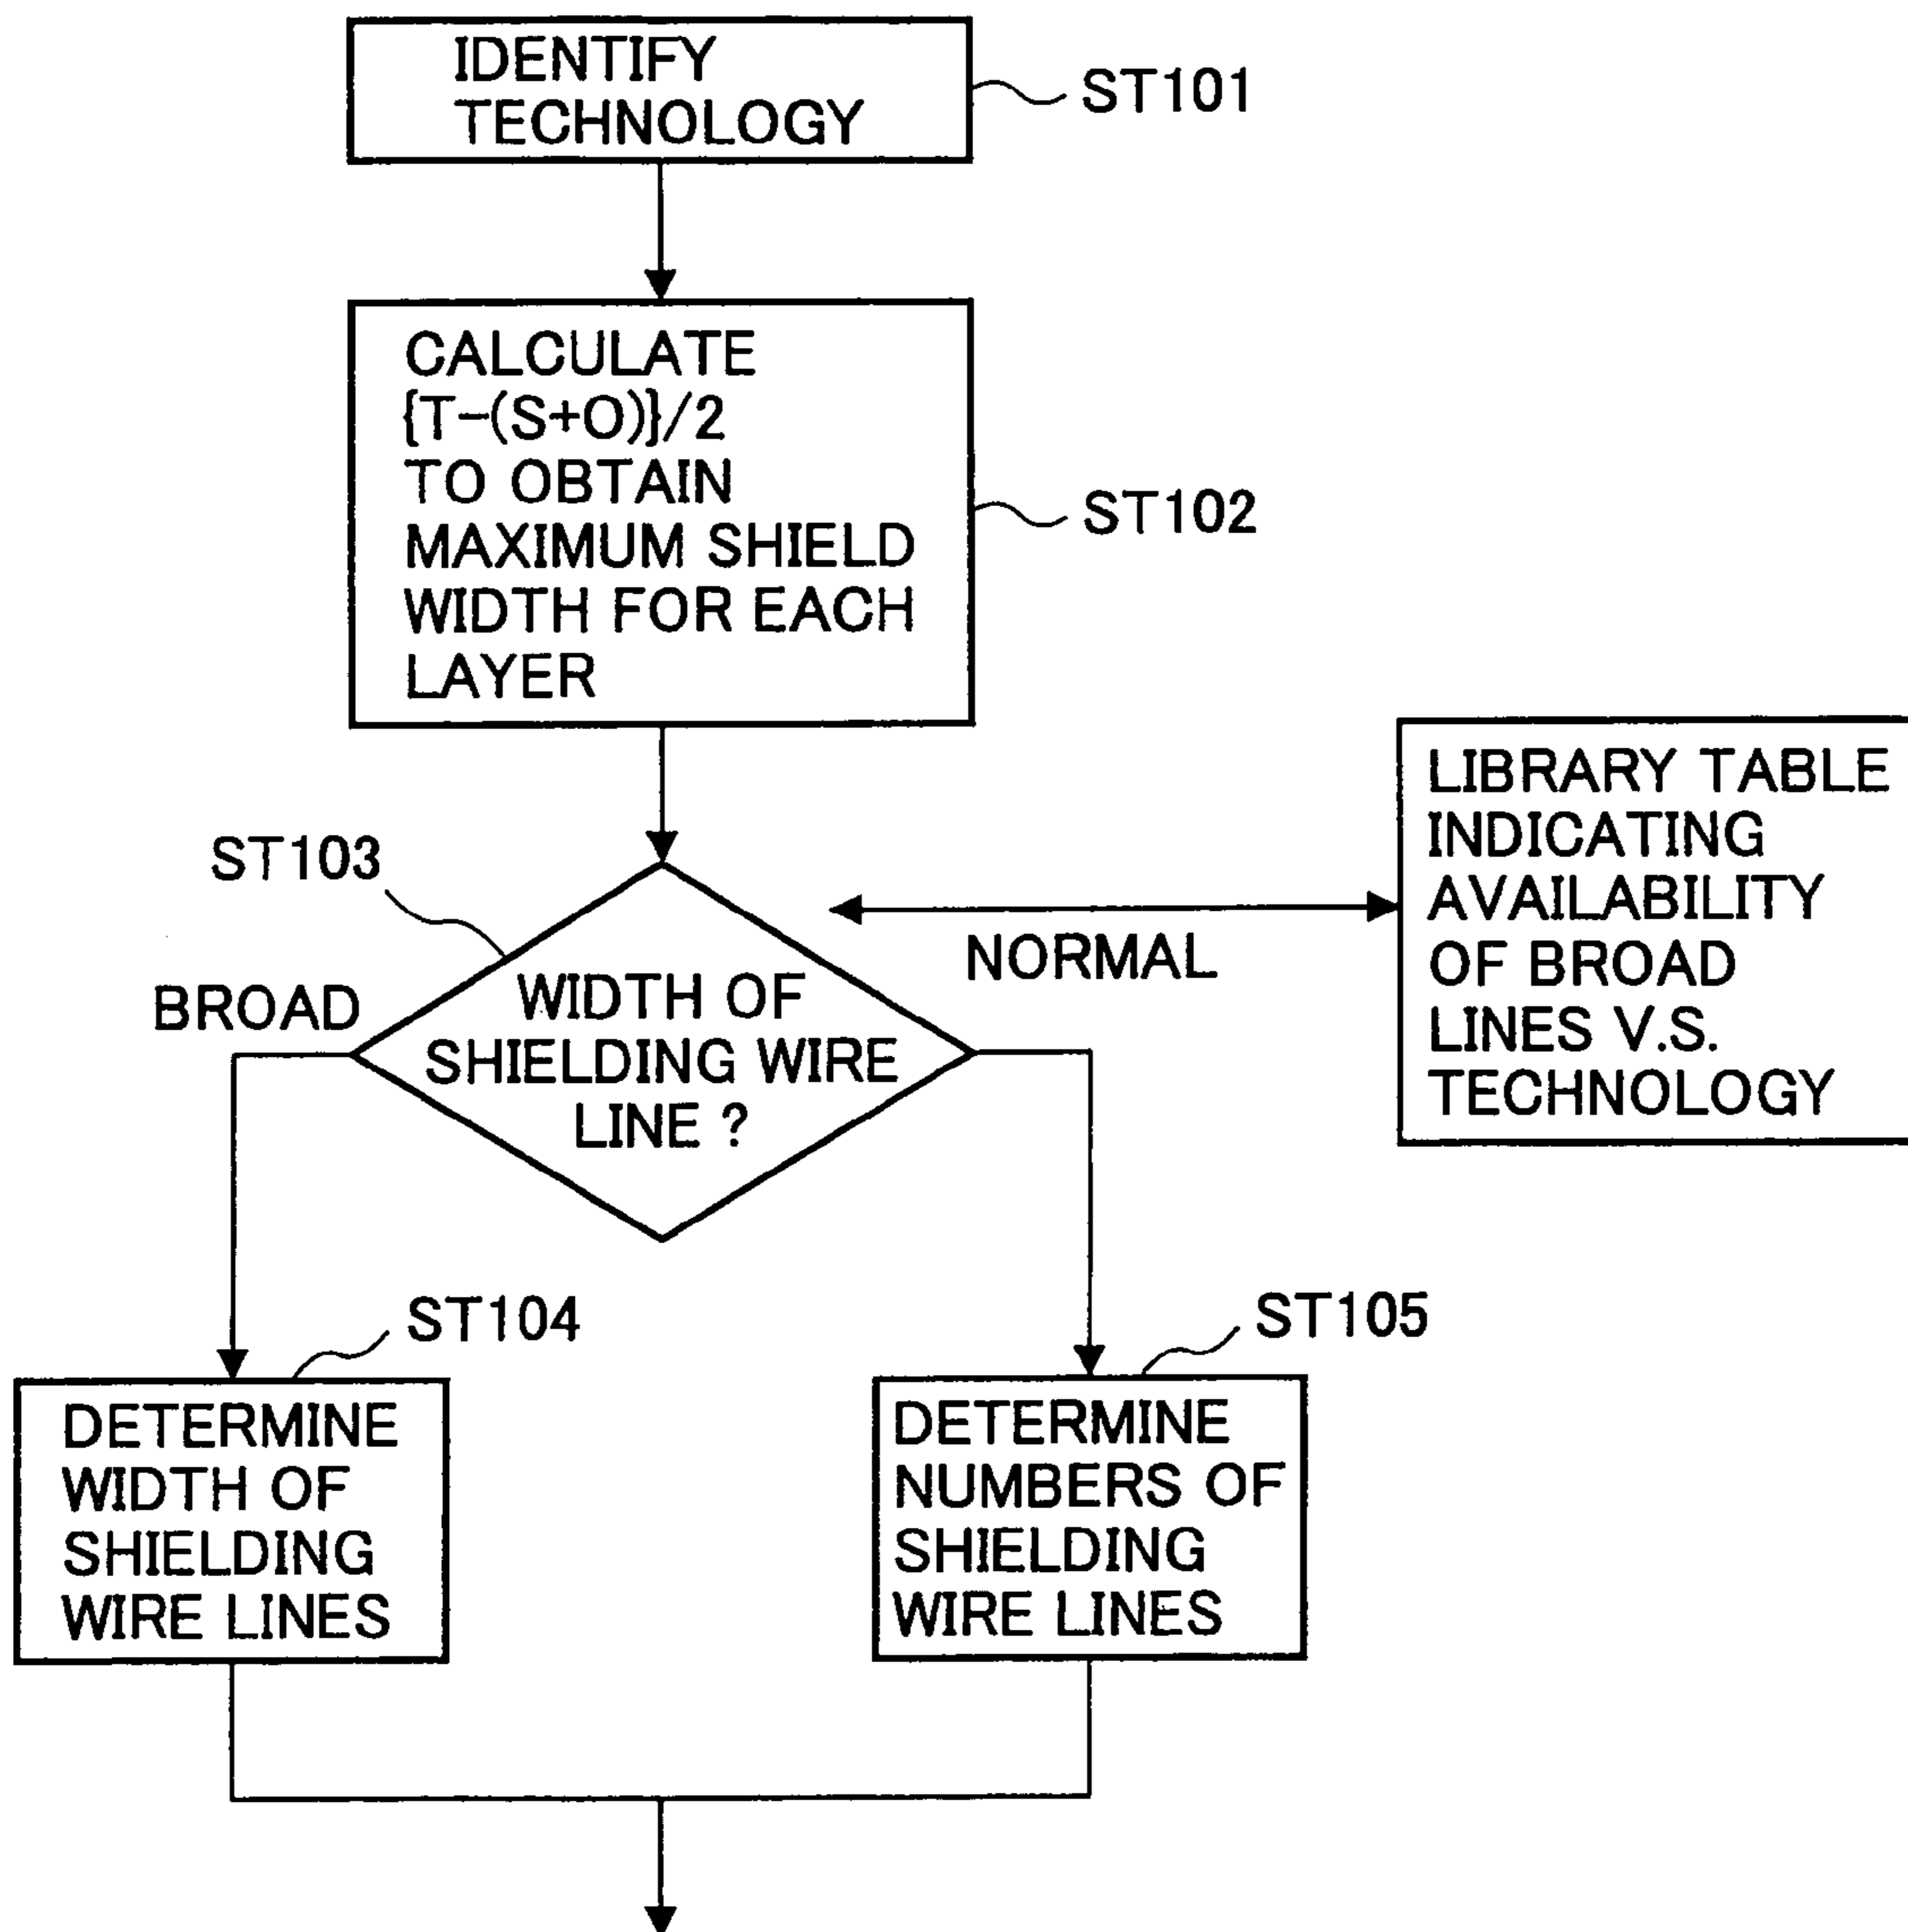 IDENTIFY
TECHNOLOGY
ST101
CALCULATE
{T-(S+O)}/2
TO OBTAIN
MAXIMUM SHIELD
WIDTH FOR EACH
LAYER
ST102
LIBRARY TABLE
INDICATING
AVAILABILITY
OF BROAD
LINES V.S.
TECHNOLOGY
ST103
NORMAL
BROAD
WIDTH OF
SHIELDING WIRE
LINE ?
ST104
DETERMINE
WIDTH OF
SHIELDING
WIRE LINES
ST105
DETERMINE
NUMBERS OF
SHIELDING
WIRE LINES